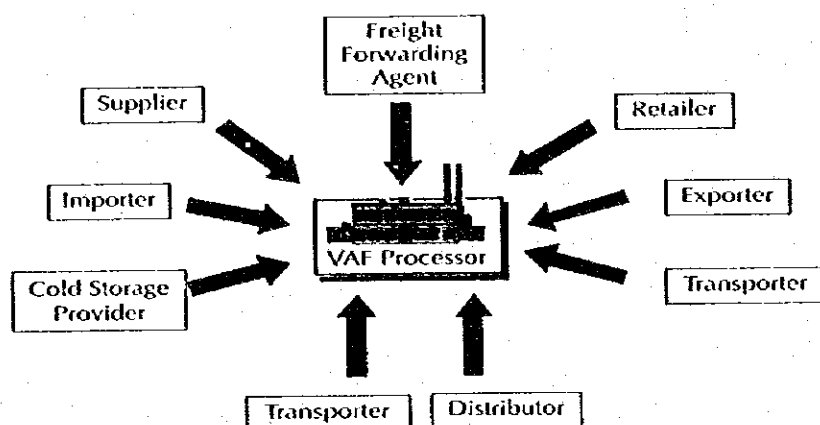 Freight
Forwarding
Agent
Supplier
Retailer
Importer
Exporter
VAF Processor
Cold Storage
Provider
Transporter
Transporter
Distributor